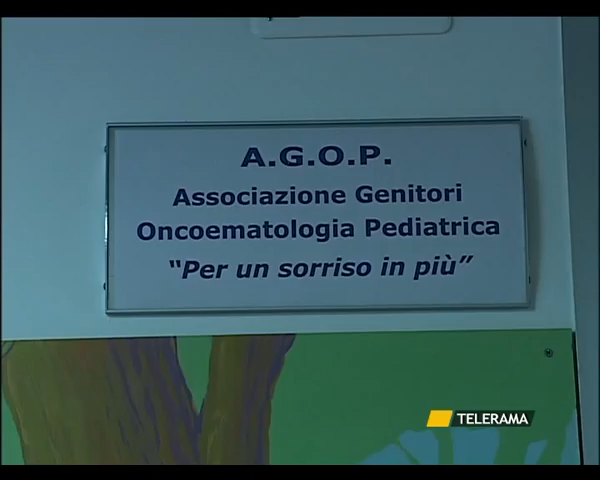 A.G.O.P.
Associazione Genitori
Oncoematologia Pediatrica
“Per un sorriso in più”
TELERAMA